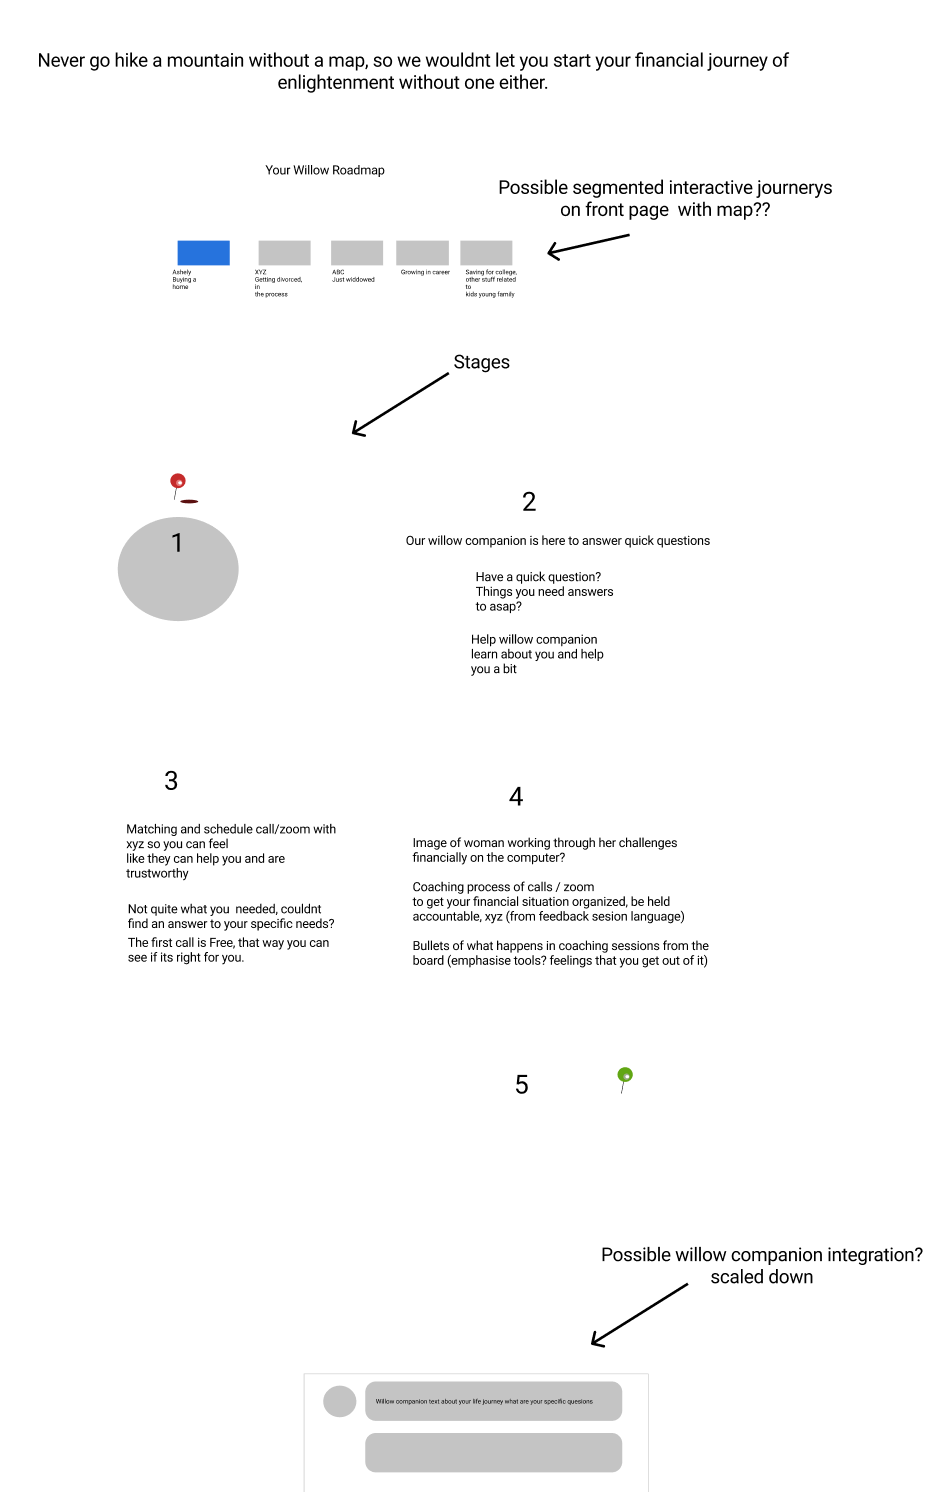 Never go hike a mountain without a map, so we wouldnt let you start your financial journey of
enlightenment without one either.
Your Willow Roadmap
Possible segmented interactive journerys
on front page  with map??
Ashely
Buying a
home
XYZ
Getting divorced,
in
the process
ABC
Just widdowed
Growing in career
Saving for college,
other stuff related
to
kids young family
Stages
1
2
Our willow companion is here to answer quick questions
Have a quick question?
Things you need answers
to asap?
Help willow companion
learn about you and help
you a bit
3
Matching and schedule call/zoom with
xyz so you can feel
like they can help you and are
trustworthy
Not quite what you  needed, couldnt
find an answer to your specific needs?
The first call is Free, that way you can
see if its right for you.
4
Image of woman working through her challenges
financially on the computer?
Coaching process of calls / zoom
to get your financial situation organized, be held
accountable, xyz (from feedback sesion language)
Bullets of what happens in coaching sessions from the
board (emphasise tools? feelings that you get out of it)
5
Possible willow companion integration?
scaled down
Willow companion text about your life journey what are your specific quesions